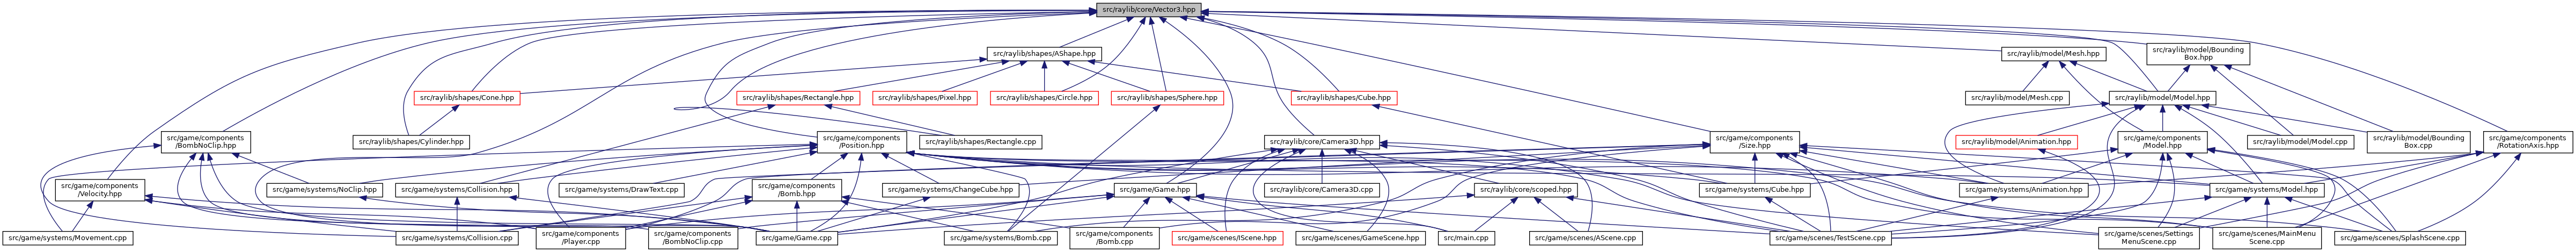 src/raylib/core/Vector3.hpp
src/raylib/shapes/AShape.hpp
src/raylib/model/Mesh.hpp
src/raylib/model/Bounding
Box.hpp
src/raylib/shapes/Cone.hpp
src/raylib/shapes/Rectangle.hpp
src/raylib/shapes/Pixel.hpp
src/raylib/shapes/Circle.hpp
src/raylib/shapes/Sphere.hpp
src/raylib/shapes/Cube.hpp
src/raylib/model/Mesh.cpp
src/raylib/model/Model.hpp
src/game/components
/BombNoClip.hpp
src/raylib/shapes/Cylinder.hpp
src/game/components
/Position.hpp
src/raylib/shapes/Rectangle.cpp
src/raylib/core/Camera3D.hpp
src/game/components
/Size.hpp
src/raylib/model/Animation.hpp
src/game/components
/Model.hpp
src/raylib/model/Model.cpp
src/raylib/model/Bounding
Box.cpp
src/game/components
/RotationAxis.hpp
src/game/components
/Velocity.hpp
src/game/systems/NoClip.hpp
src/game/systems/Collision.hpp
src/game/systems/DrawText.cpp
src/game/components
/Bomb.hpp
src/game/systems/ChangeCube.hpp
src/game/Game.hpp
src/raylib/core/Camera3D.cpp
src/raylib/core/scoped.hpp
src/game/systems/Cube.hpp
src/game/systems/Animation.hpp
src/game/systems/Model.hpp
src/game/systems/Movement.cpp
src/game/systems/Collision.cpp
src/game/components
/Player.cpp
src/game/components
/BombNoClip.cpp
src/game/Game.cpp
src/game/systems/Bomb.cpp
src/game/components
/Bomb.cpp
src/game/scenes/IScene.hpp
src/game/scenes/GameScene.hpp
src/main.cpp
src/game/scenes/AScene.cpp
src/game/scenes/TestScene.cpp
src/game/scenes/Settings
MenuScene.cpp
src/game/scenes/MainMenu
Scene.cpp
src/game/scenes/SplashScene.cpp